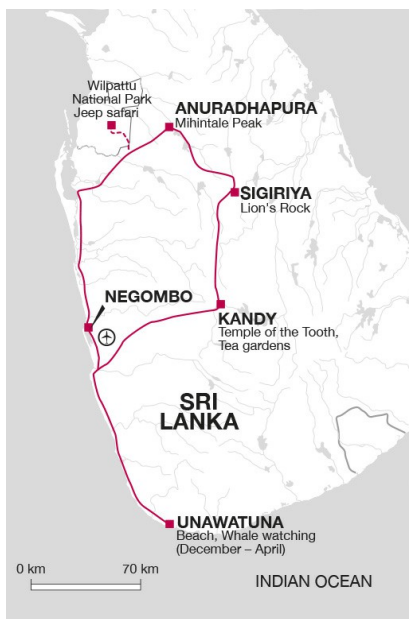 Wilpattu
National Park
Jeep safari
ANURADHAPURA
Mihintale Peak
SIGIRIYA
Lion's Rock
NEGOMBO
KANDY
Temple of the Tooth,
Tea gardens
SRI
LANKA
UNAWATUNA
Beach, Whale watching
(December – April)
0 km
70 km
INDIAN OCEAN